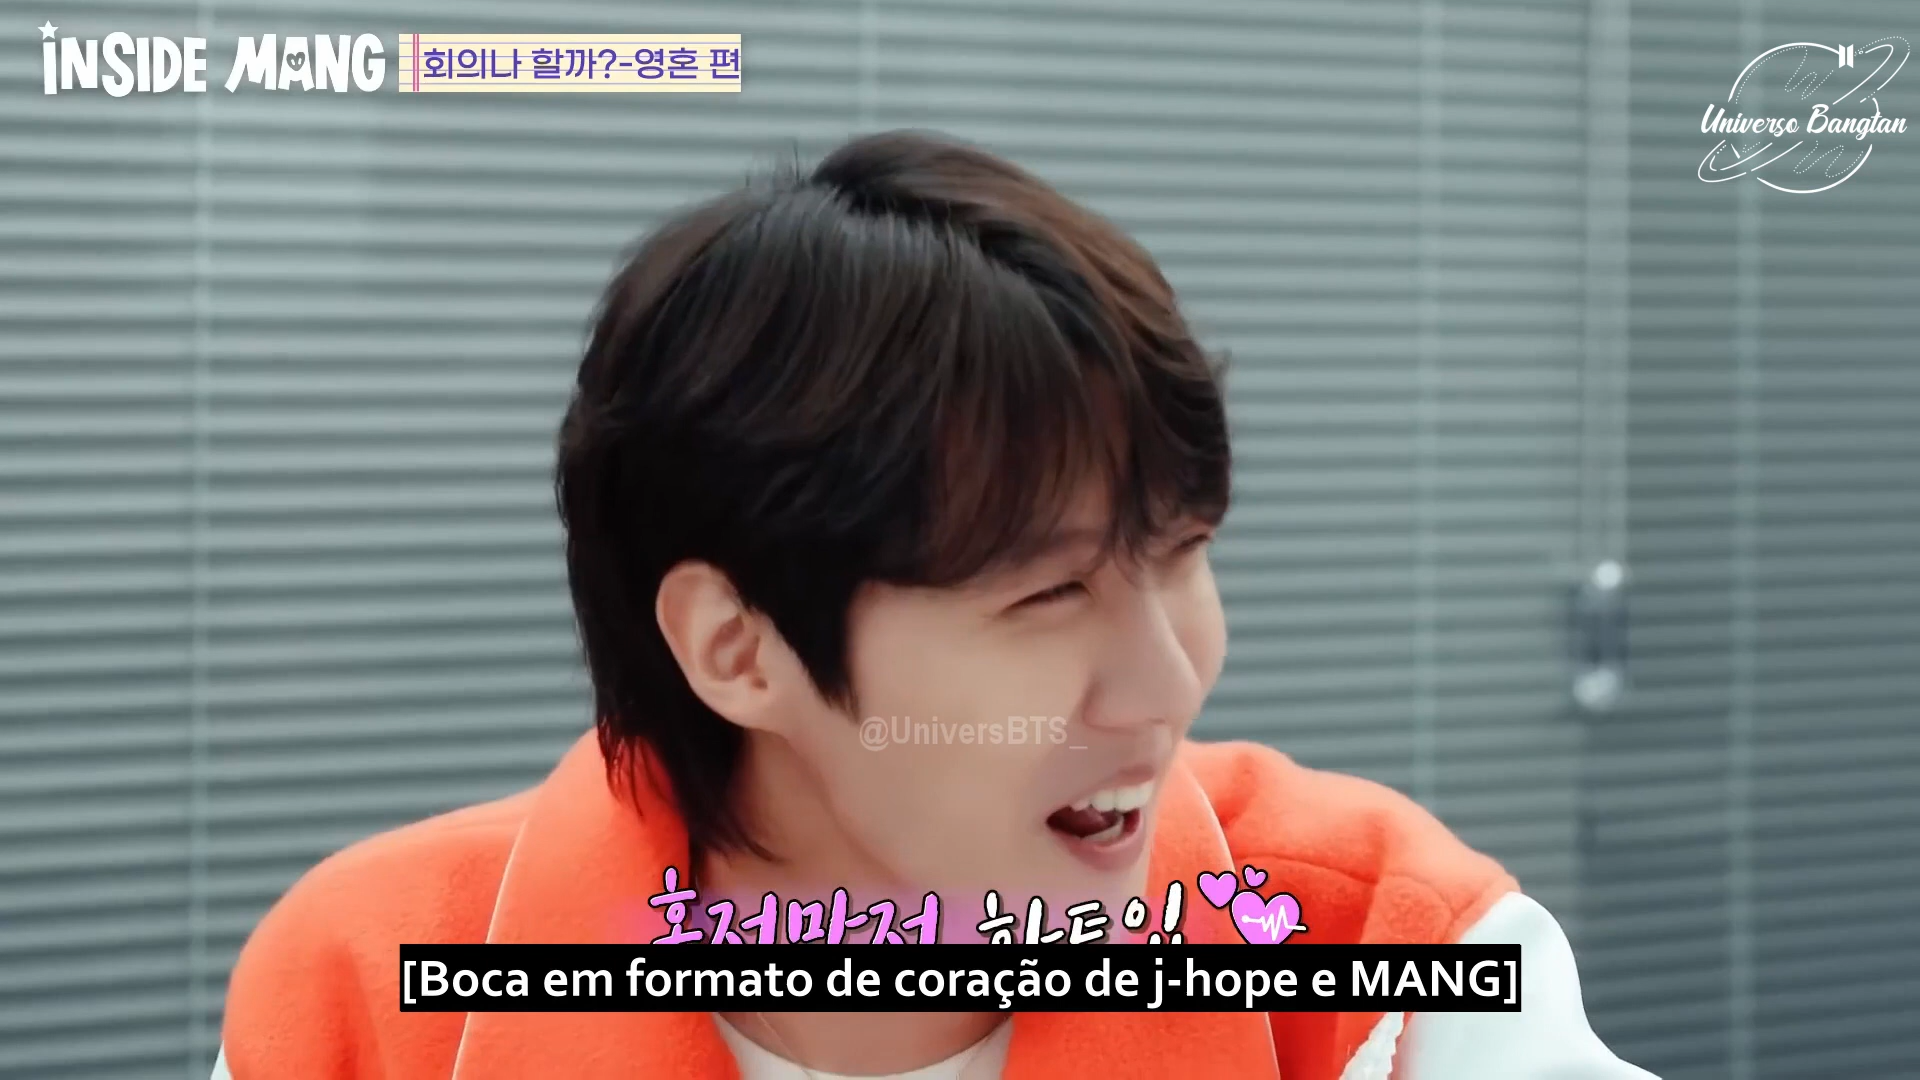 INSIDE MANG
회의나 할까?-영혼 편
Universo Bangtan
@UniversBTS_
[Boca em formato de coração de j-hope e MANG]